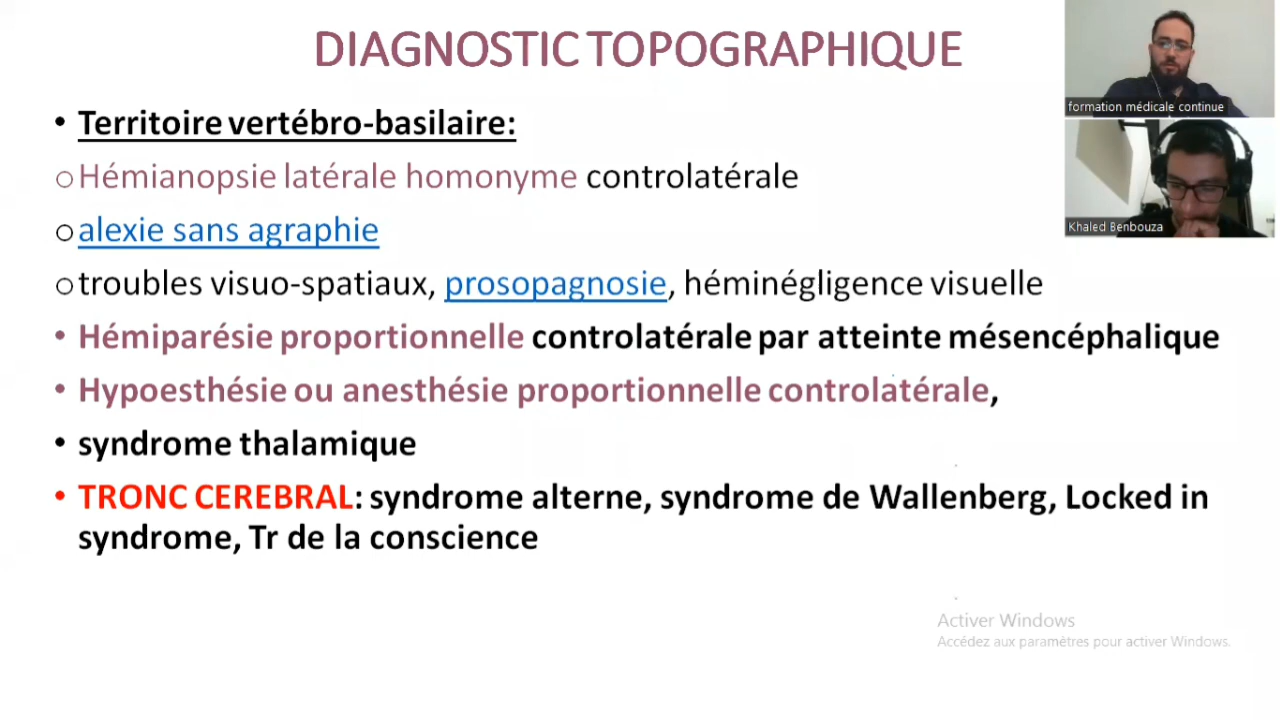 DIAGNOSTIC TOPOGRAPHIQUE
formation médicale continue
Khaled Benbouza
• Territoire vertébro-basilaire:
o Hémianopsie latérale homonyme controlatérale
o alexie sans agraphie
o troubles visuo-spatiaux, prosopagnosie, héminégligence visuelle
• Hémiparésie proportionnelle controlatérale par atteinte mésencéphalique
• Hypoesthésie ou anesthésie proportionnelle controlatérale,
• syndrome thalamique
• TRONC CEREBRAL: syndrome alterne, syndrome de Wallenberg, Locked in
syndrome, Tr de la conscience
Activer Windows
Accédez aux paramètres pour activer Windows.